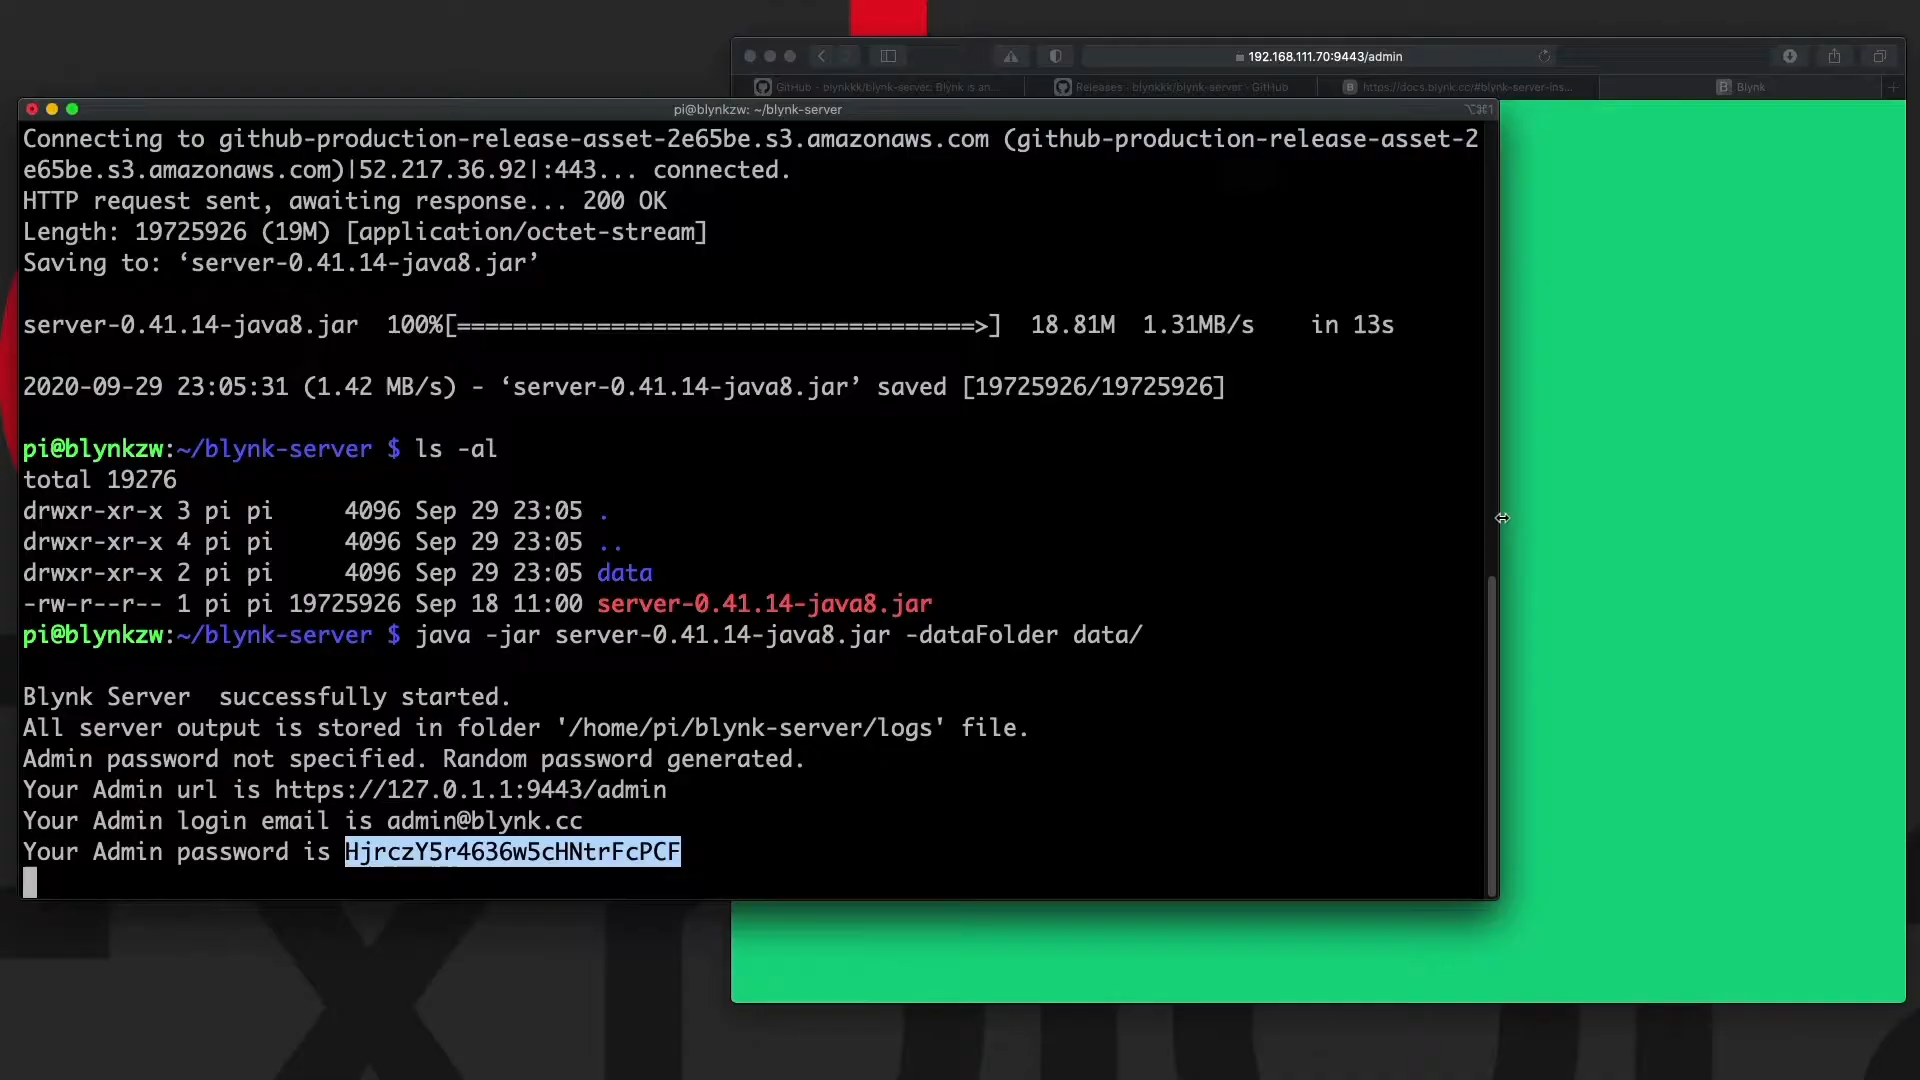 192.168.111.70:9443/admin
GitHub - blynkkk/blynk-server: Blynk is an...
Releases · blynkkk/blynk-server · GitHub
https://docs.blynk.cc/#blynk-server-ins...
Blynk
pi@blynkzw: ~/blynk-server
⌥⌘1
Connecting to github-production-release-asset-2e65be.s3.amazonaws.com (github-production-release-asset-2
e65be.s3.amazonaws.com)|52.217.36.92|:443... connected.
HTTP request sent, awaiting response... 200 OK
Length: 19725926 (19M) [application/octet-stream]
Saving to: ‘server-0.41.14-java8.jar’
server-0.41.14-java8.jar 100%[=====================================>] 18.81M 1.31MB/s in 13s
2020-09-29 23:05:31 (1.42 MB/s) - ‘server-0.41.14-java8.jar’ saved [19725926/19725926]
pi@blynkzw:~/blynk-server $ ls -al
total 19276
drwxr-xr-x 3 pi pi 4096 Sep 29 23:05 .
drwxr-xr-x 4 pi pi 4096 Sep 29 23:05 ..
drwxr-xr-x 2 pi pi 4096 Sep 29 23:05 data
-rw-r--r-- 1 pi pi 19725926 Sep 18 11:00 server-0.41.14-java8.jar
pi@blynkzw:~/blynk-server $ java -jar server-0.41.14-java8.jar -dataFolder data/
Blynk Server  successfully started.
All server output is stored in folder '/home/pi/blynk-server/logs' file.
Admin password not specified. Random password generated.
Your Admin url is https://127.0.1.1:9443/admin
Your Admin login email is admin@blynk.cc
Your Admin password is HjrczY5r4636w5cHNtrFcPCF